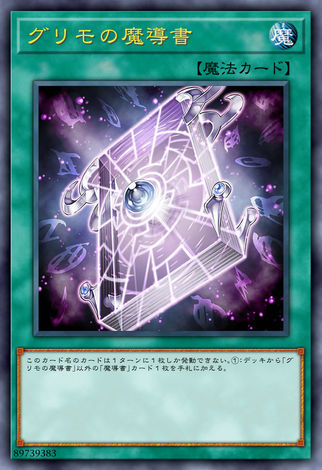 グリモの魔導書
魔
【魔法カード】
このカード名のカードは1ターンに1枚しか発動できない。①:デッキから「グ
リモの魔導書」以外の「魔導書」カード1枚を手札に加える。
89739383